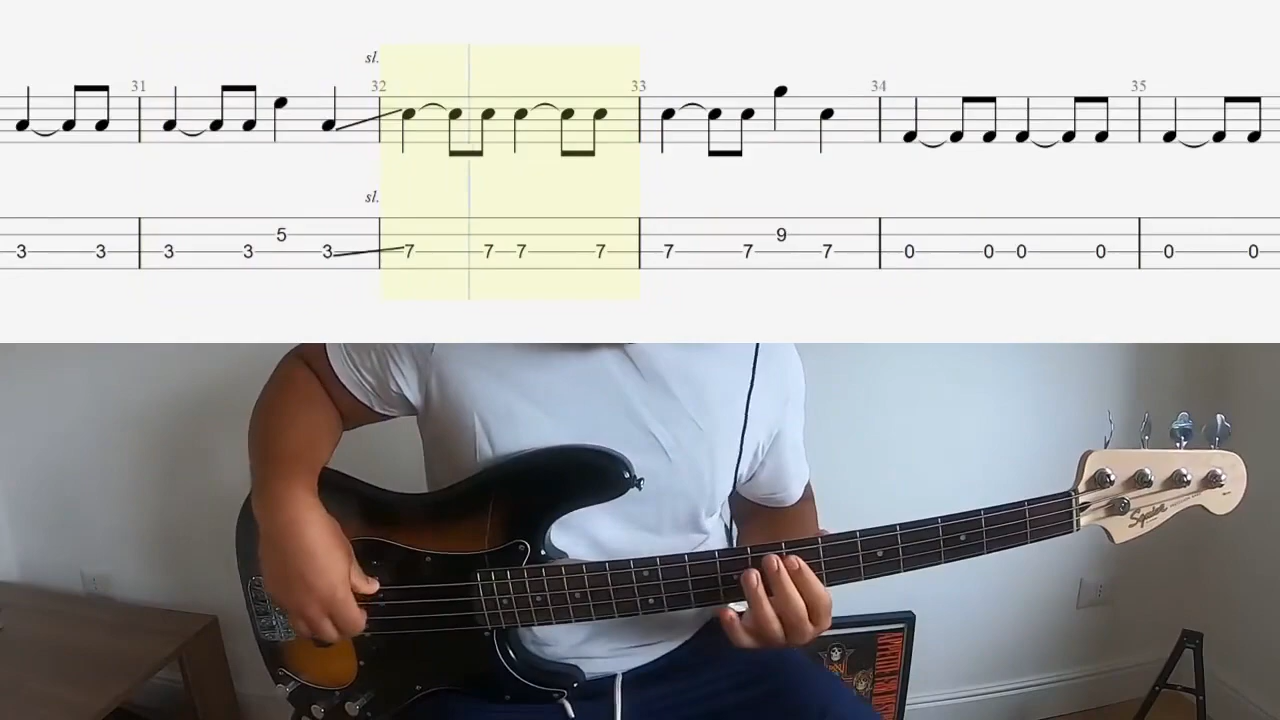 sl.
31 32 33 34 35
sl.
5 9
3 3 3 3 3 7 7 7 7 7 7 7 0 0 0 0 0 0
Squier
APPETITE